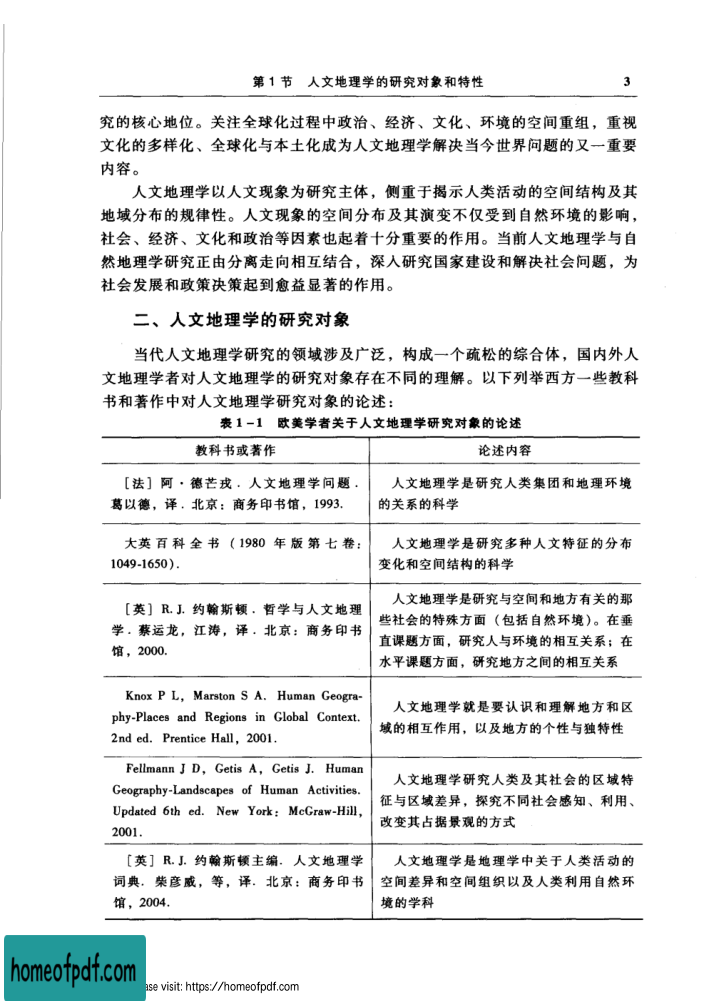 第1节 人文地理学的研究对象和特性 3
究的核心地位。关注全球化过程中政治、经济、文化、环境的空间重组，重视
文化的多样化、全球化与本土化成为人文地理学解决当今世界问题的又一重要
内容。
人文地理学以人文现象为研究主体，侧重于揭示人类活动的空间结构及其
地域分布的规律性。人文现象的空间分布及其演变不仅受到自然环境的影响，
社会、经济、文化和政治等因素也起着十分重要的作用。当前人文地理学与自
然地理学研究正由分离走向相互结合，深入研究国家建设和解决社会问题，为
社会发展和政策决策起到愈益显著的作用。
二、人文地理学的研究对象
当代人文地理学研究的领域涉及广泛，构成一个疏松的综合体，国内外人
文地理学者对人文地理学的研究对象存在不同的理解。以下列举西方一些教科
书和著作中对人文地理学研究对象的论述：
表1-1 欧美学者关于人文地理学研究对象的论述
教科书或著作 论述内容
［法］阿·德芒戎．人文地理学问题．
葛以德，译．北京：商务印书馆，1993.
人文地理学是研究人类集团和地理环境
的关系的科学
大英百科全书（1980 年版第七卷：
1049-1650）.
人文地理学是研究多种人文特征的分布
变化和空间结构的科学
［英］R.J. 约翰斯顿．哲学与人文地理
学．蔡运龙，江涛，译．北京：商务印书
馆，2000.
人文地理学是研究与空间和地方有关的那
些社会的特殊方面（包括自然环境）。在垂
直课题方面，研究人与环境的相互关系；在
水平课题方面，研究地方之间的相互关系
Knox P L, Marston S A. Human Geogra-
phy-Places and Regions in Global Context.
2nd ed. Prentice Hall, 2001.
人文地理学就是要认识和理解地方和区
域的相互作用，以及地方的个性与独特性
Fellmann J D, Getis A, Getis J. Human
Geography-Landscapes of Human Activities.
Updated 6th ed. New York: McGraw-Hill,
2001.
人文地理学研究人类及其社会的区域特
征与区域差异，探究不同社会感知、利用、
改变其占据景观的方式
［英］R.J. 约翰斯顿主编．人文地理学
词典．柴彦威，等，译．北京：商务印书
馆，2004.
人文地理学是地理学中关于人类活动的
空间差异和空间组织以及人类利用自然环
境的学科
homeofpdf.com
visit: https://homeofpdf.com